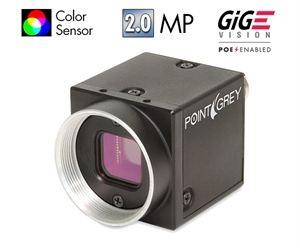 Color
Sensor
2.0 MP
GIGE
VISION
POE ENABLED
POINT GREY